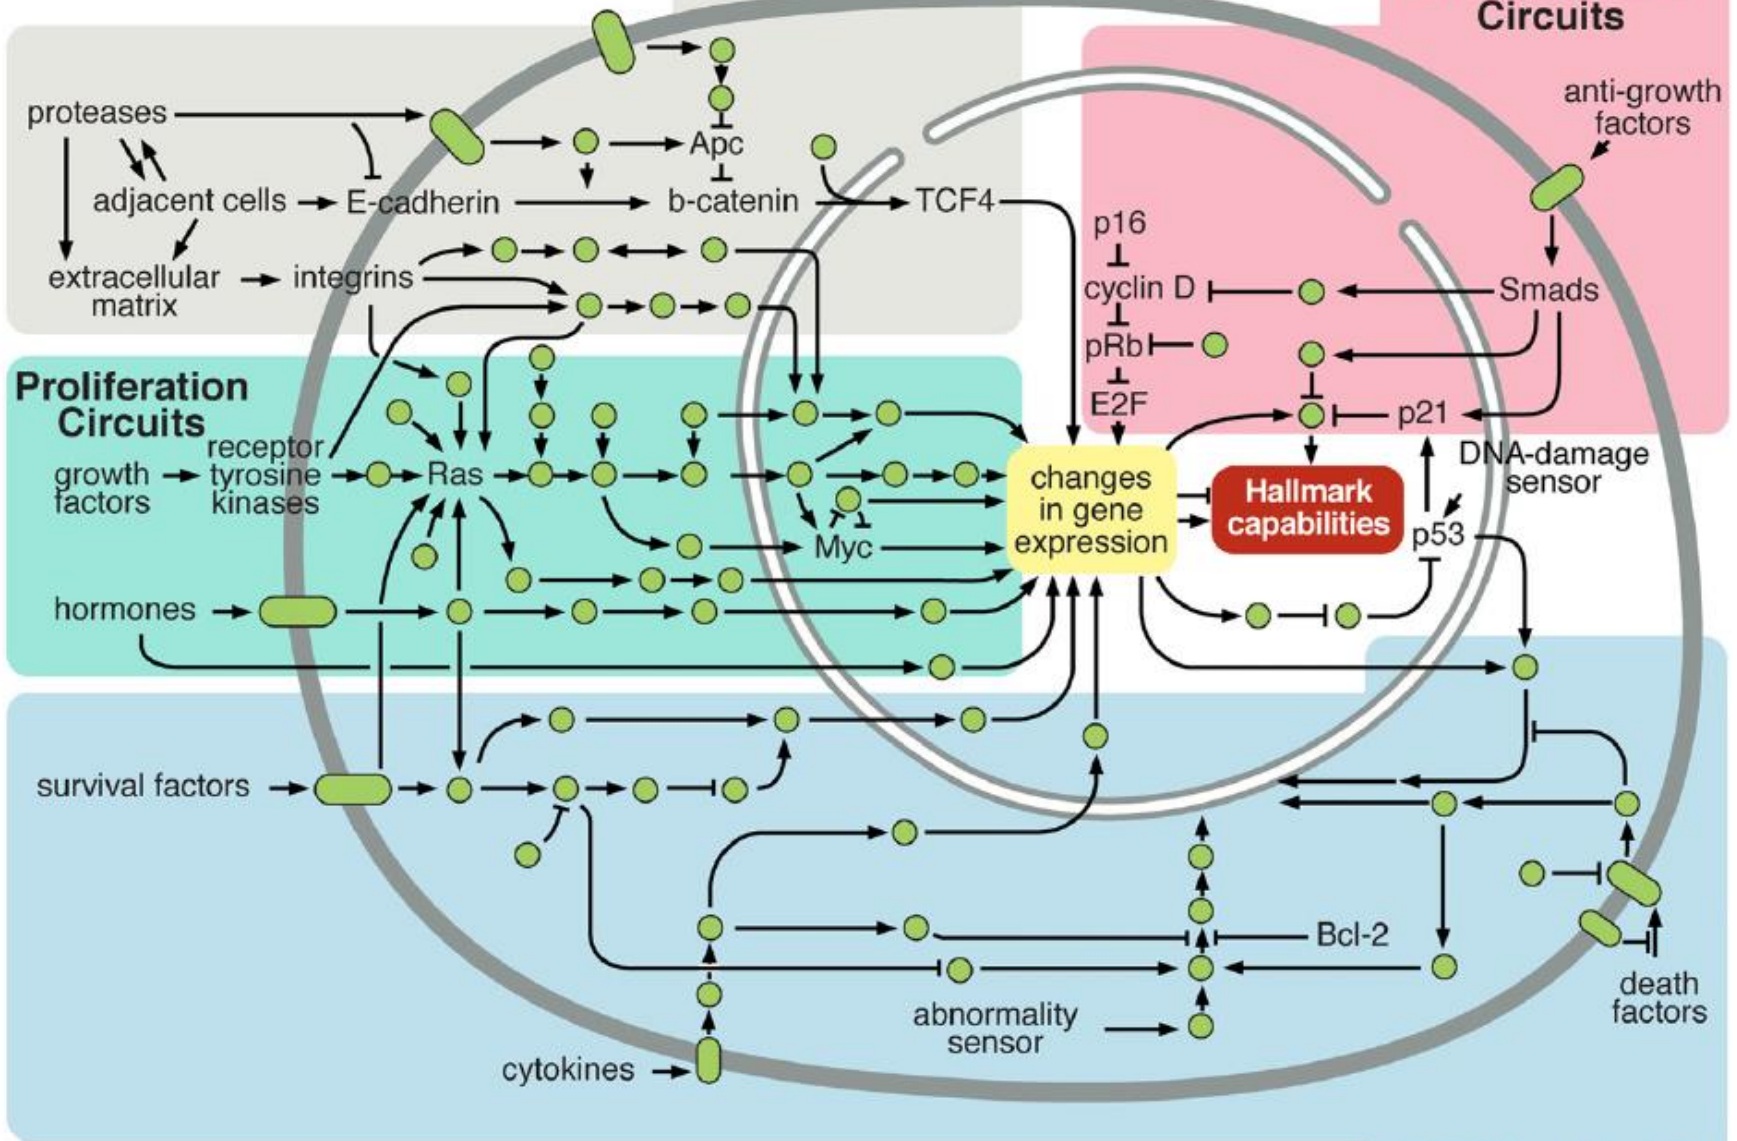 Circuits
anti-growth
factors
proteases
Apc
adjacent cells
E-cadherin
b-catenin
TCF4
p16
extracellular
matrix
integrins
cyclin D
Smads
pRb
E2F
p21
Proliferation
Circuits
receptor
tyrosine
kinases
growth
factors
Ras
changes
in gene
expression
Hallmark
capabilities
DNA-damage
sensor
p53
Myc
hormones
survival factors
Bcl-2
death
factors
abnormality
sensor
cytokines